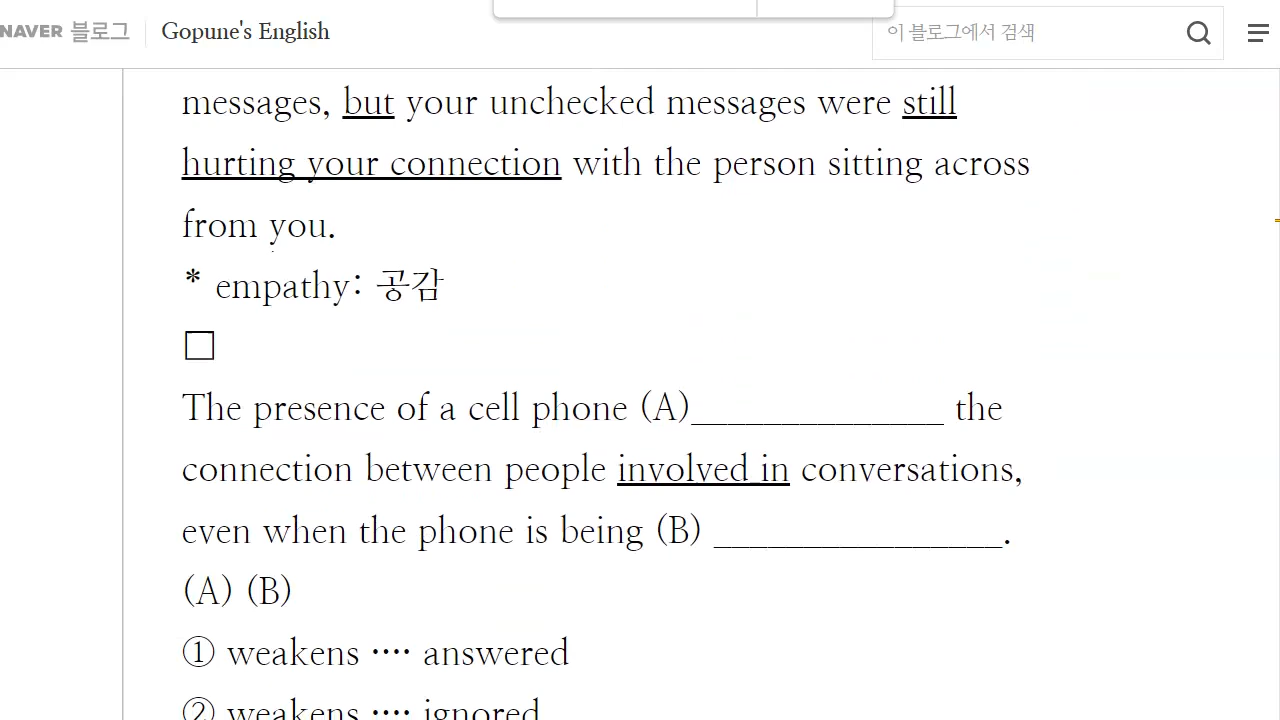 NAVER 블로그 Gopune's English 이 블로그에서 검색
messages, but your unchecked messages were still
hurting your connection with the person sitting across
from you.
* empathy: 공감
□
The presence of a cell phone (A)______________ the
connection between people involved in conversations,
even when the phone is being (B) ________________.
(A) (B)
① weakens ···· answered
② weakens ···· ignored